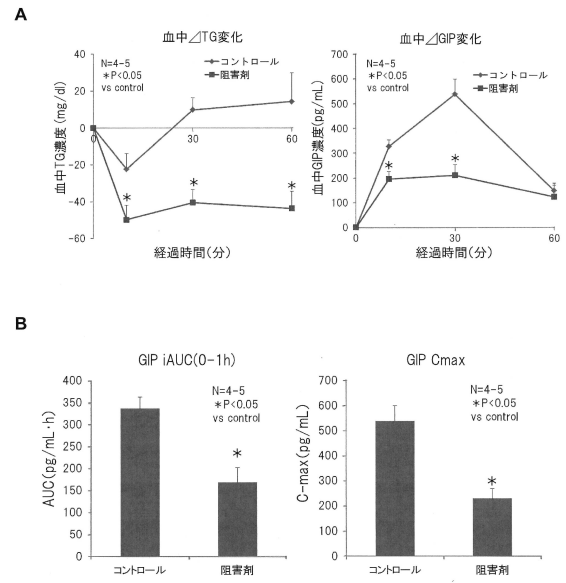 A
血中⊿TG変化
N=4-5
＊P<0.05
vs control
コントロール
阻害剤
血中TG濃度(mg/dl)
40
20
0
-20
-40
-60
0
30
60
＊
＊
＊
経過時間(分)
血中⊿GIP変化
N=4-5
＊P<0.05
vs control
コントロール
阻害剤
血中GIP濃度(pg/mL)
700
600
500
400
300
200
100
0
0
30
60
＊
＊
経過時間(分)
B
GIP iAUC(0-1h)
N=4-5
＊P<0.05
vs control
AUC(pg/mL·h)
400
350
300
250
200
150
100
50
0
＊
コントロール
阻害剤
GIP Cmax
N=4-5
＊P<0.05
vs control
C-max(pg/mL)
700
600
500
400
300
200
100
0
＊
コントロール
阻害剤